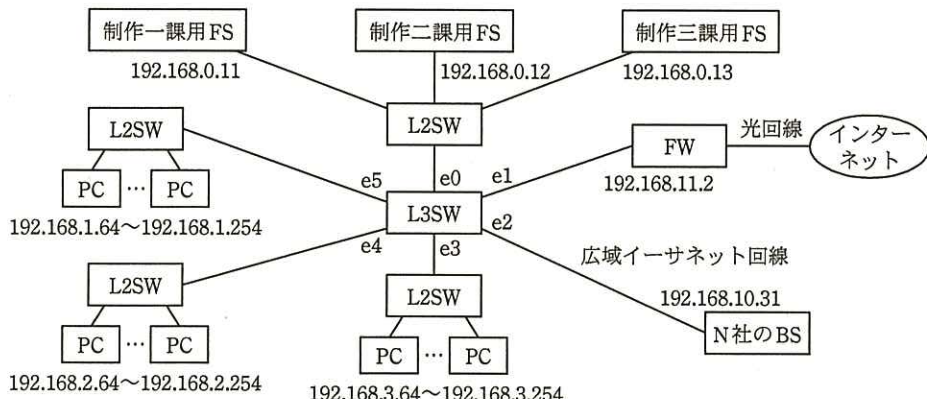 制作一課用FS
制作二課用FS
制作三課用FS
192.168.0.11
192.168.0.12
192.168.0.13
L2SW
L2SW
FW
光回線
インターネット
PC … PC
e5
e0
e1
192.168.11.2
192.168.1.64～192.168.1.254
L3SW
e4
e3
e2
広域イーサネット回線
L2SW
L2SW
192.168.10.31
PC … PC
PC … PC
N社のBS
192.168.2.64～192.168.2.254
192.168.3.64～192.168.3.254